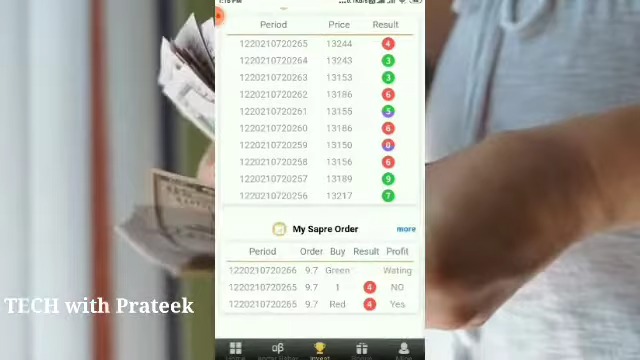 Period Price Result
1220210720265 13244 4
1220210720264 13243 3
1220210720263 13153 3
1220210720262 13186 6
1220210720261 13155 5
1220210720260 13186 6
1220210720259 13150 0
1220210720258 13156 6
1220210720257 13189 9
1220210720256 13217 7
My Sapre Order more
Period Order Buy Result Profit
1220210720266 9.7 Green Wating
1220210720265 9.7 1 4 NO
1220210720265 9.7 Red 4 Yes
TECH with Prateek
Invest